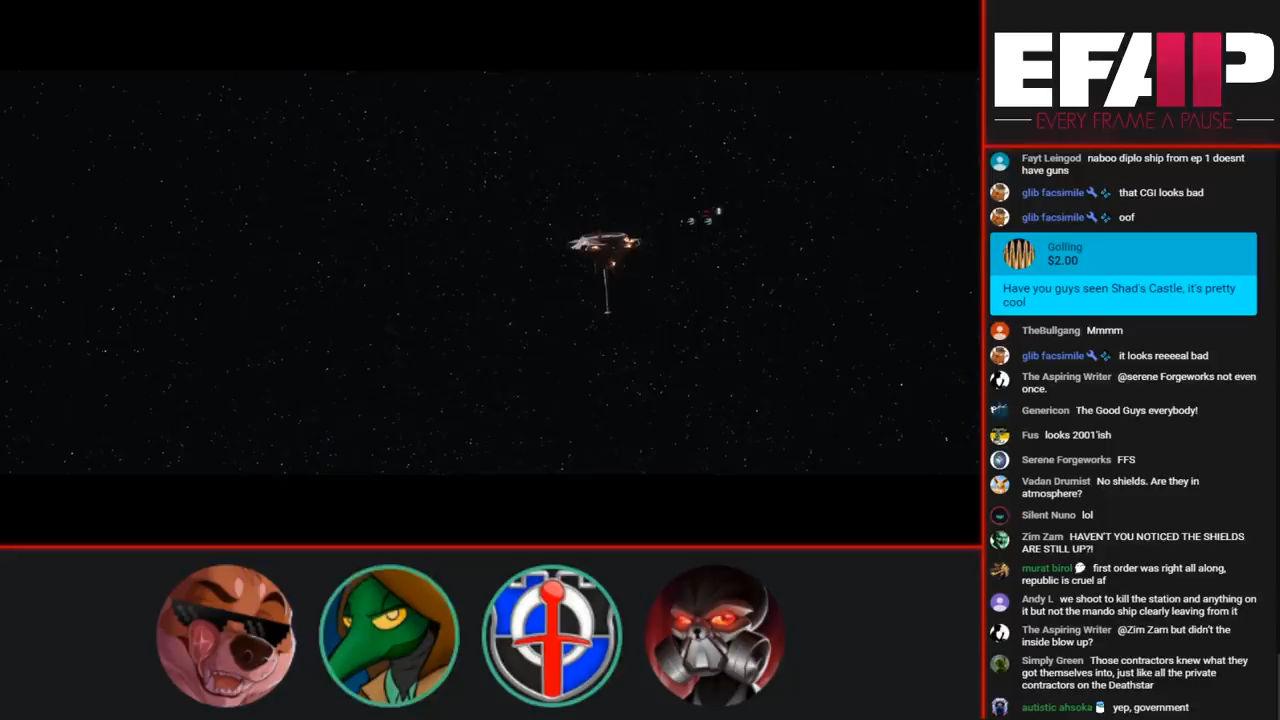 EFAP
EVERY FRAME A PAUSE
Fayt Leingod naboo diplo ship from ep 1 doesnt
have guns
glib facsimile that CGI looks bad
glib facsimile oof
Golling
$2.00
Have you guys seen Shad's Castle, it's pretty
cool
TheBullgang Mmmm
glib facsimile it looks reeeeal bad
The Aspiring Writer @serene Forgeworks not even
once.
Genericon The Good Guys everybody!
Fus looks 2001'ish
Serene Forgeworks FFS
Vadan Drumist No shields. Are they in
atmosphere?
Silent Nuno lol
Zim Zam HAVEN'T YOU NOTICED THE SHIELDS
ARE STILL UP?!
murat birol first order was right all along,
republic is cruel af
Andy L we shoot to kill the station and anything on
it but not the mando ship clearly leaving from it
The Aspiring Writer @Zim Zam but didn't the
inside blow up?
Simply Green Those contractors knew what they
got themselves into, just like all the private
contractors on the Deathstar
autistic ahsoka yep, government